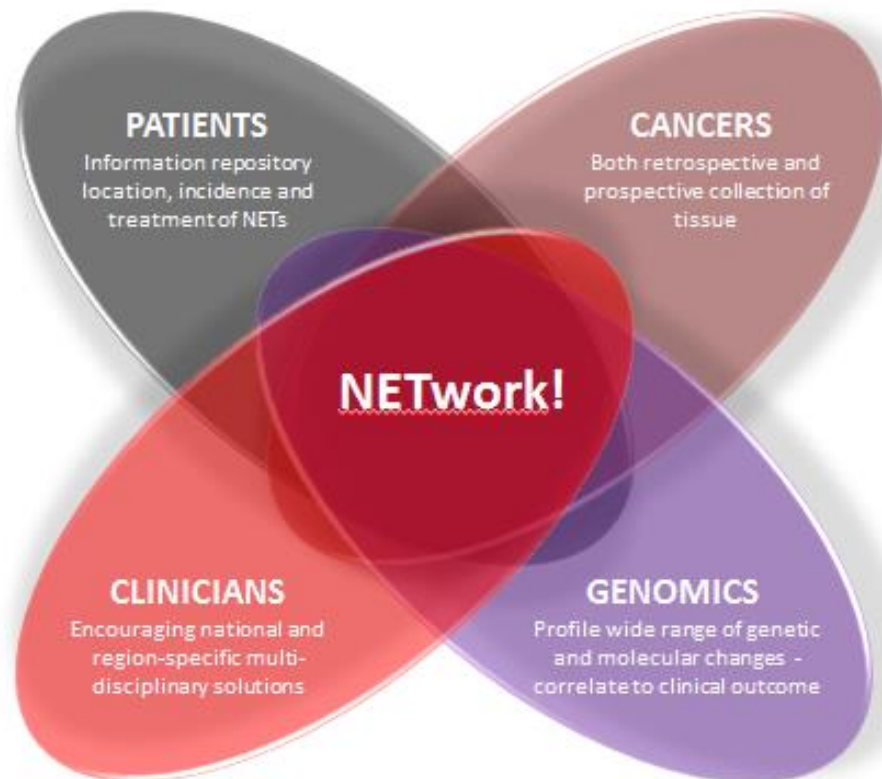 PATIENTS
Information repository
location, incidence and
treatment of NETs
CANCERS
Both retrospective and
prospective collection of
tissue
NETwork!
CLINICIANS
Encouraging national and
region-specific multi-
disciplinary solutions
GENOMICS
Profile wide range of genetic
and molecular changes -
correlate to clinical outcome